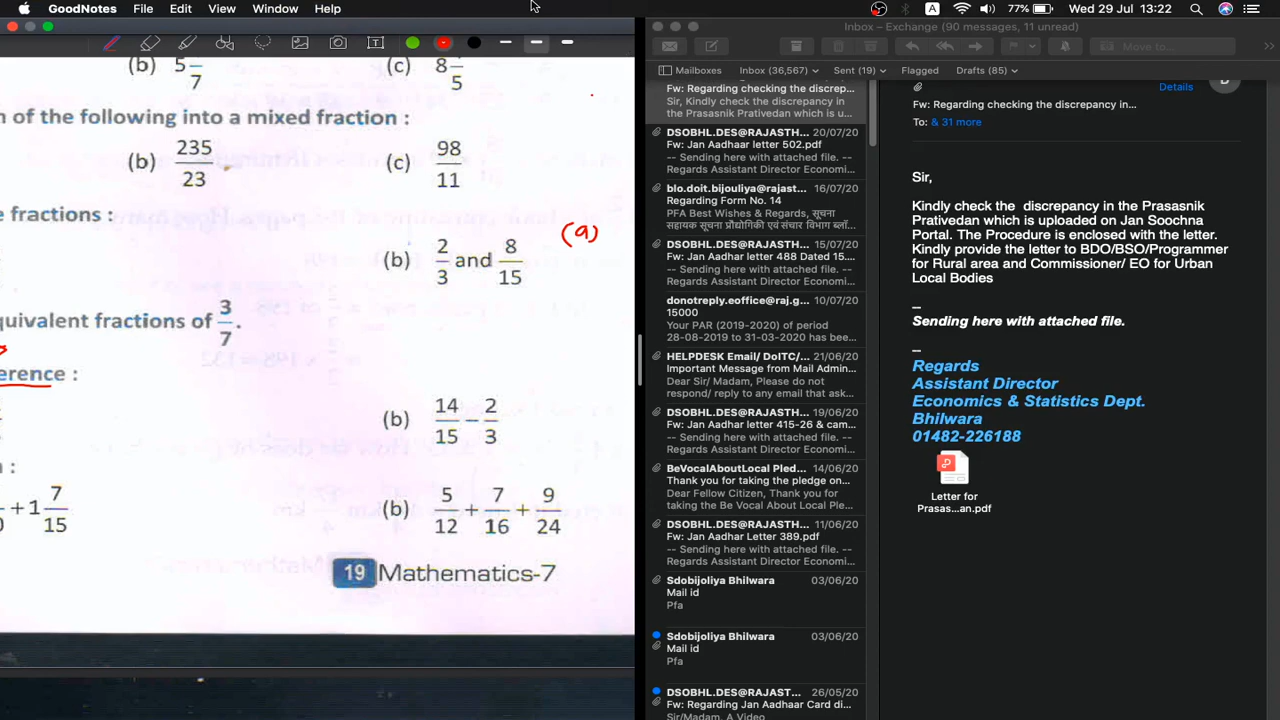 GoodNotes File Edit View Window Help
A 77% Wed 29 Jul 13:22
(b) 5 /7
(c) 8 /5
n of the following into a mixed fraction :
(b) 235/23
(c) 98/11
e fractions :
(b) 2/3 and 8/15
(a)
quivalent fractions of 3/7.
erence :
(b) 14/15 – 2/3
:
+ 1 7/15
(b) 5/12 + 7/16 + 9/24
19 Mathematics-7
Inbox – Exchange (90 messages, 11 unread)
Move to...
Mailboxes Inbox (36,567) Sent (19) Flagged Drafts (85)
Fw: Regarding checking the discrep...
Sir, Kindly check the discrepancy in
the Prasasnik Prativedan which is u...
DSOBHL.DES@RAJASTH... 20/07/20
Fw: Jan Aadhaar letter 502.pdf
-- Sending here with attached file. --
Regards Assistant Director Economi...
blo.doit.bijouliya@rajast... 16/07/20
Regarding Form No. 14
PFA Best Wishes & Regards, सूचना
सहायक सूचना प्रौद्योगिकी एवं संचार विभाग ब्लॉ...
DSOBHL.DES@RAJASTH... 15/07/20
Fw: Jan Aadhar letter 488 Dated 15....
-- Sending here with attached file. --
Regards Assistant Director Economi...
donotreply.eoffice@raj.g... 10/07/20
15000
Your PAR (2019-2020) of period
28-08-2019 to 31-03-2020 has bee...
HELPDESK Email/ DoITC/... 21/06/20
Important Message from Mail Admin...
Dear Sir/ Madam, Please do not
respond/ reply to any email that ask...
DSOBHL.DES@RAJASTH... 19/06/20
Fw: Jan Aadhar letter 415-26 & cam...
-- Sending here with attached file. --
Regards Assistant Director Economi...
BeVocalAboutLocal Pled... 14/06/20
Thank you for taking the pledge on...
Dear Fellow Citizen, Thank you for
taking the Be Vocal About Local Ple...
DSOBHL.DES@RAJASTH... 11/06/20
Fw: Jan Aadhar Letter 389.pdf
-- Sending here with attached file. --
Regards Assistant Director Economi...
Sdobijoliya Bhilwara 03/06/20
Mail id
Pfa
Sdobijoliya Bhilwara 03/06/20
Mail id
Pfa
DSOBHL.DES@RAJAST... 26/05/20
Fw: Regarding Jan Aadhaar Card di...
Sir/Madam, A Video
D
Details
Fw: Regarding checking the discrepancy in...
To: & 31 more
Sir,
Kindly check the discrepancy in the Prasasnik
Prativedan which is uploaded on Jan Soochna
Portal. The Procedure is enclosed with the letter.
Kindly provide the letter to BDO/BSO/Programmer
for Rural area and Commissioner/ EO for Urban
Local Bodies
--
Sending here with attached file.
--
Regards
Assistant Director
Economics & Statistics Dept.
Bhilwara
01482-226188
Letter for
Prasas...an.pdf